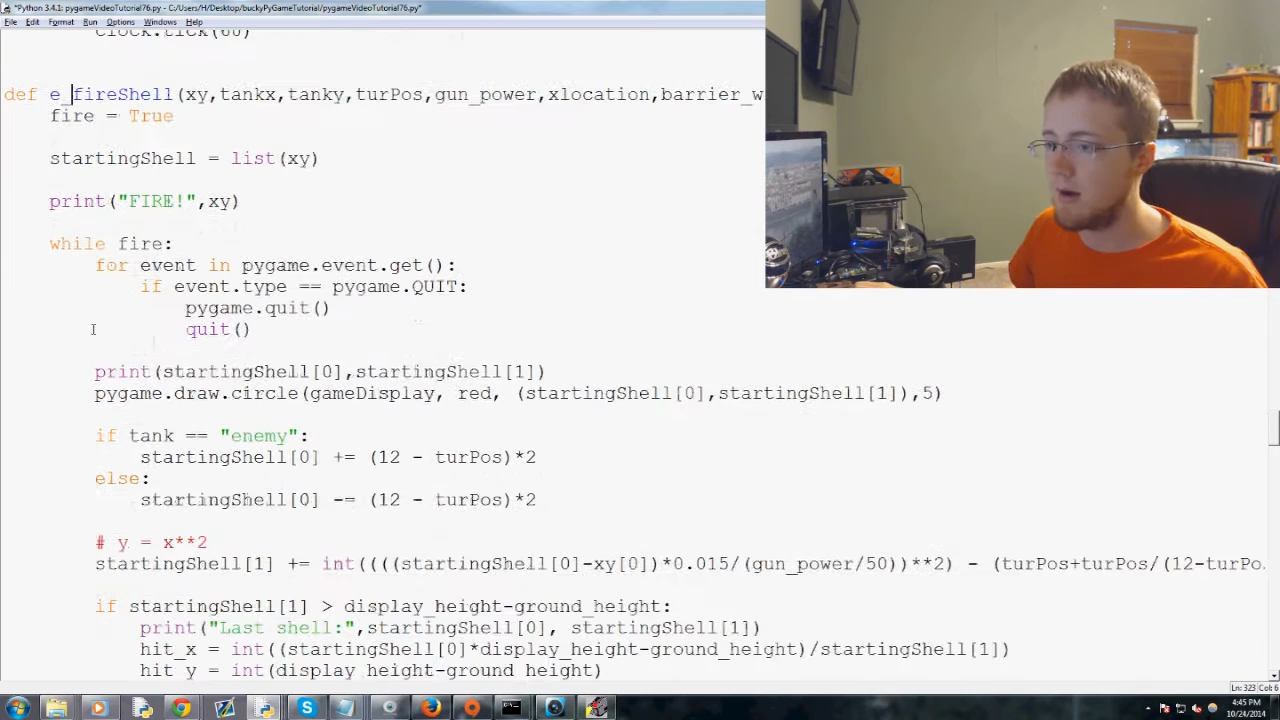 *Python 3.4.1: pygameVideoTutorial76.py - C:/Users/H/Desktop/buckyPyGameTutorial/pygameVideoTutorial76.py*
File Edit Format Run Options Windows Help
clock.tick(60)
def e_fireShell(xy,tankx,tanky,turPos,gun_power,xlocation,barrier_w
fire = True
startingShell = list(xy)
print("FIRE!",xy)
while fire:
for event in pygame.event.get():
if event.type == pygame.QUIT:
pygame.quit()
quit()
print(startingShell[0],startingShell[1])
pygame.draw.circle(gameDisplay, red, (startingShell[0],startingShell[1]),5)
if tank == "enemy":
startingShell[0] += (12 - turPos)*2
else:
startingShell[0] -= (12 - turPos)*2
# y = x**2
startingShell[1] += int((((startingShell[0]-xy[0])*0.015/(gun_power/50))**2) - (turPos+turPos/(12-turPo.
if startingShell[1] > display_height-ground_height:
print("Last shell:",startingShell[0], startingShell[1])
hit_x = int((startingShell[0]*display_height-ground_height)/startingShell[1])
hit_y = int(display_height-ground_height)
Ln: 323 Col: 6
4:45 PM
10/24/2014